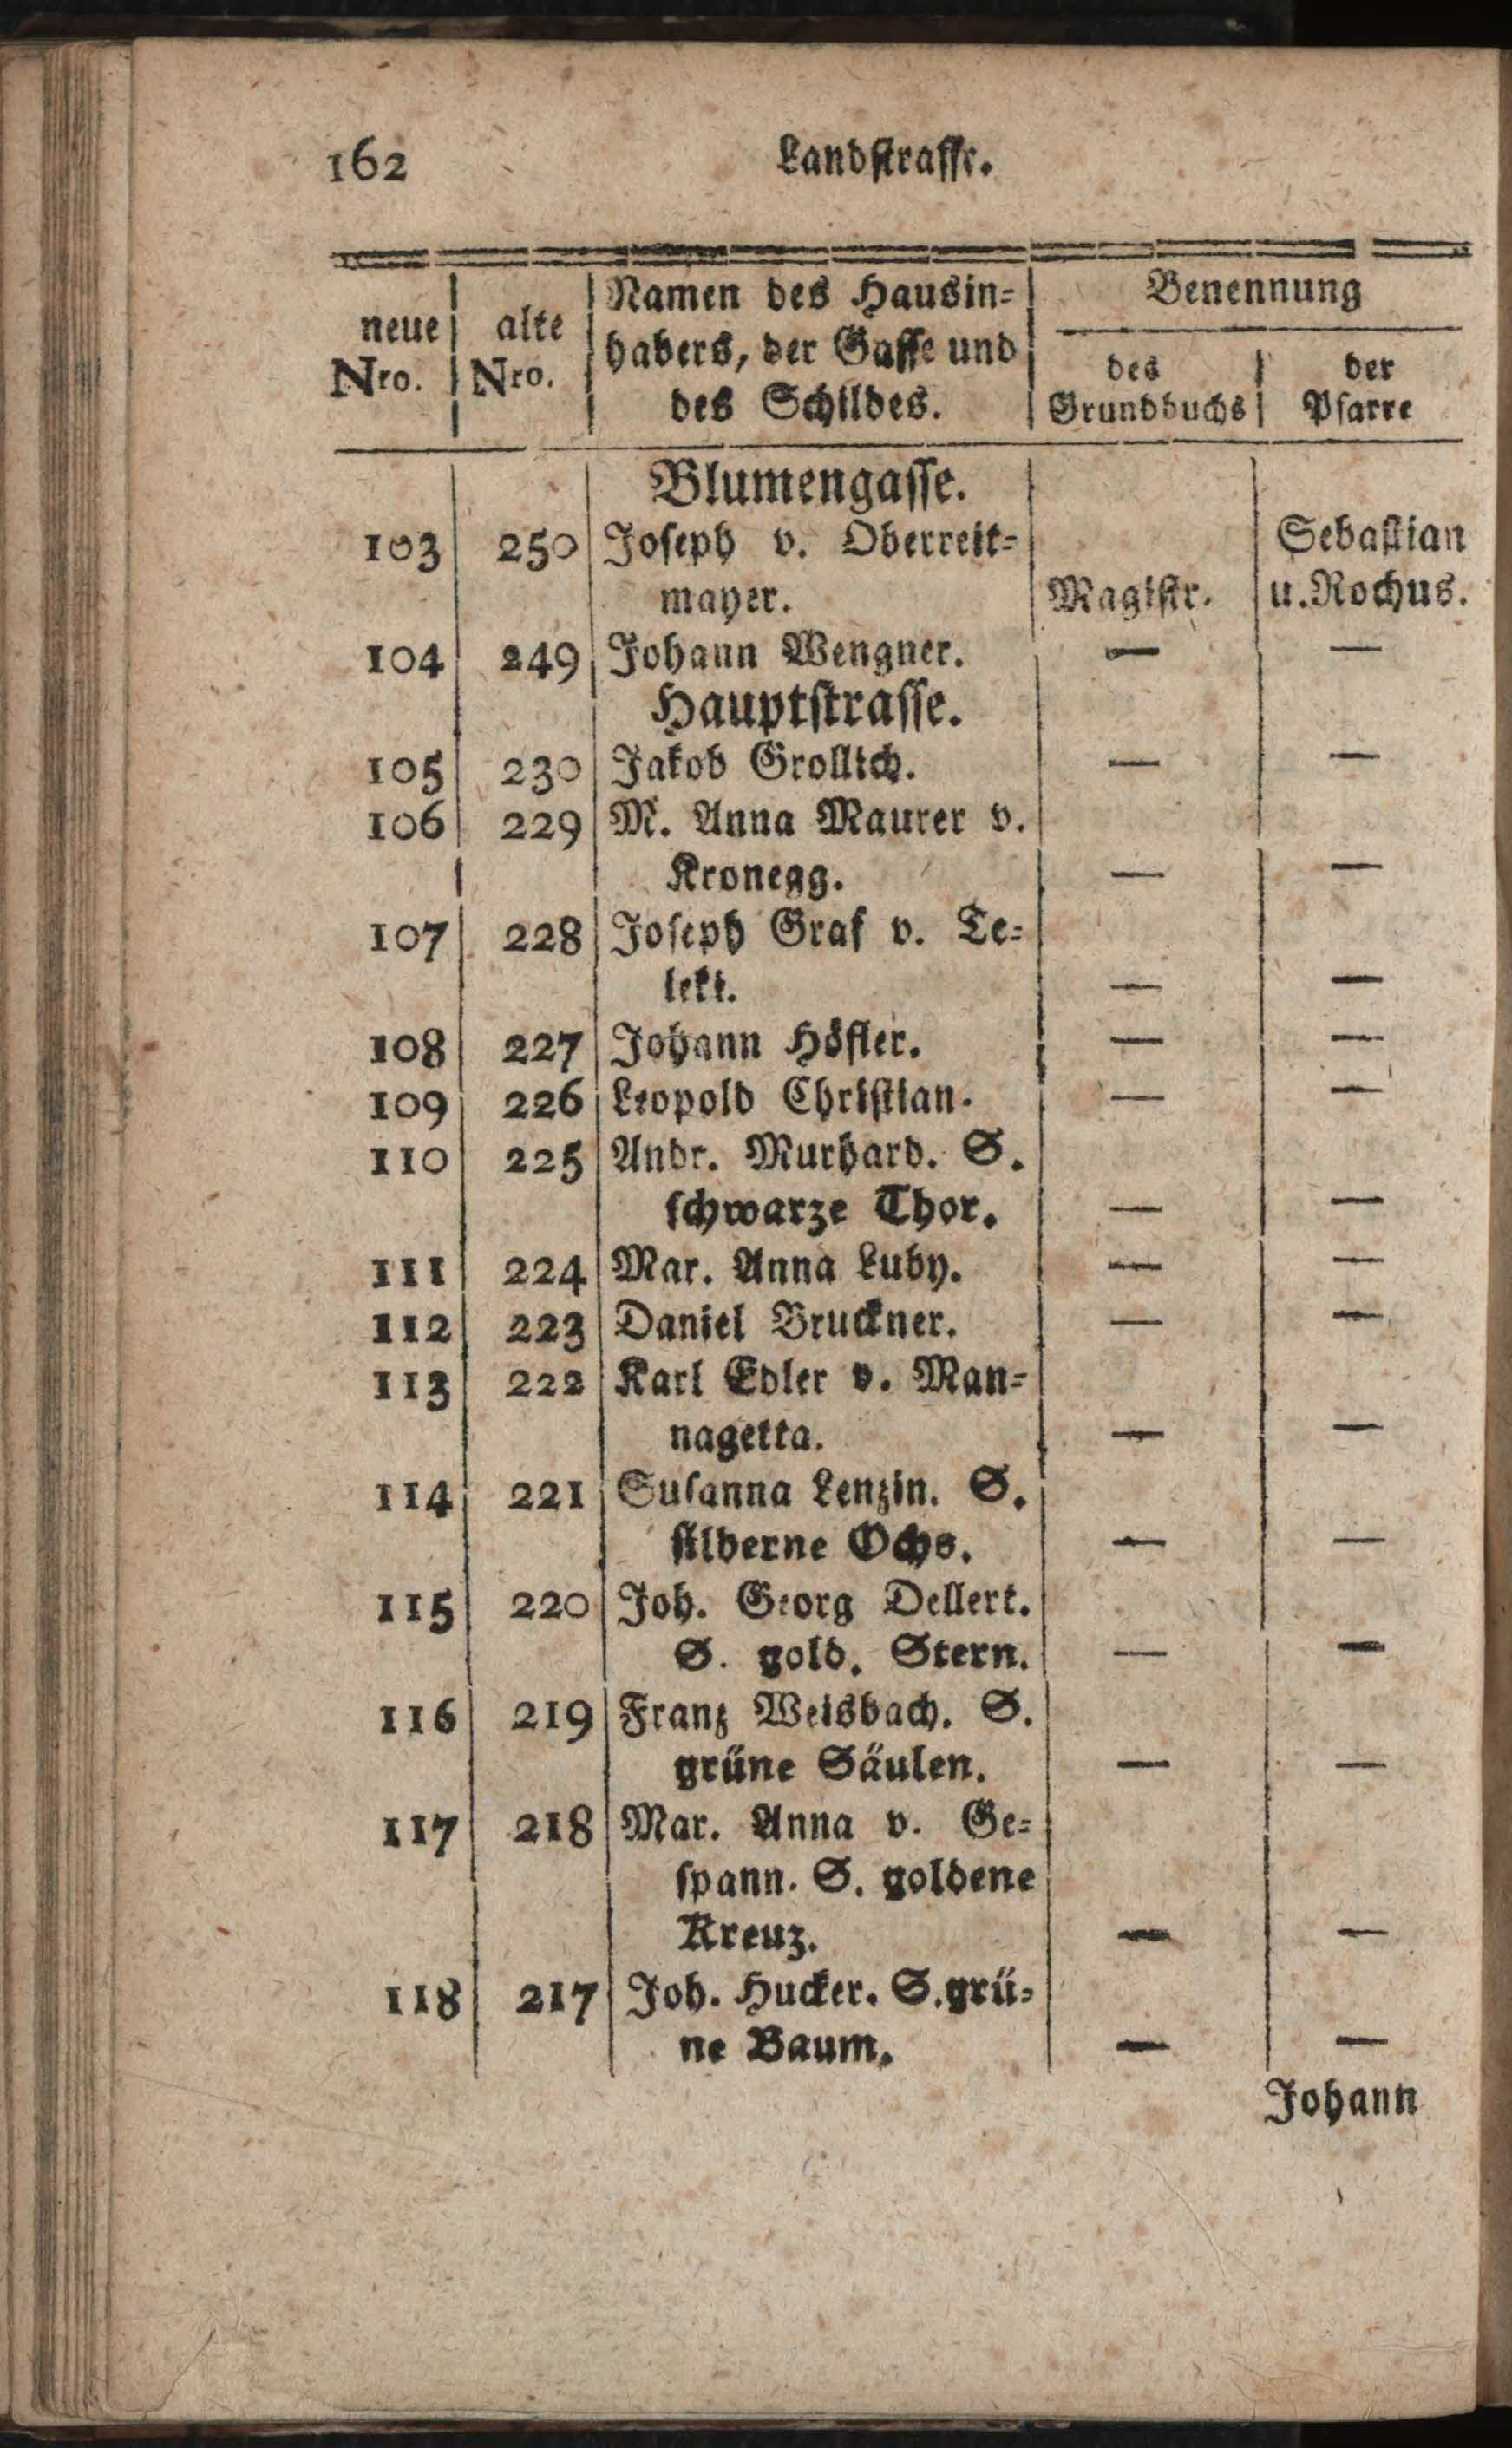 162 Landstrasse.
neue Nro. | alte Nro. | Namen des Hausin= | Benennung
habers, der Gasse und | des | der
des Schildes. | Grundbuchs | Pfarre
Blumengasse.
103 | 250 | Joseph v. Oberreit= | | Sebastian
mayer. | Magistr. | u. Rochus.
104 | 249 | Johann Wengner. | — | —
Hauptstrasse.
105 | 230 | Jakob Grollich. | — | —
106 | 229 | M. Anna Maurer v.
Kronegg. | — | —
107 | 228 | Joseph Graf v. Te=
leki. | — | —
108 | 227 | Johann Höfler. | — | —
109 | 226 | Leopold Christian. | — | —
110 | 225 | Andr. Murhard. S.
schwarze Thor. | — | —
111 | 224 | Mar. Anna Luby. | — | —
112 | 223 | Daniel Bruckner. | — | —
113 | 222 | Karl Edler v. Man=
nagetta. | — | —
114 | 221 | Susanna Lenzin. S.
silberne Ochs. | — | —
115 | 220 | Joh. Georg Dellert.
S. gold. Stern. | — | —
116 | 219 | Franz Weisbach. S.
grüne Säulen. | — | —
117 | 218 | Mar. Anna v. Ge=
spann. S. goldene
Kreuz. | — | —
118 | 217 | Joh. Hucker. S. grü=
ne Baum. | — | —
Johann